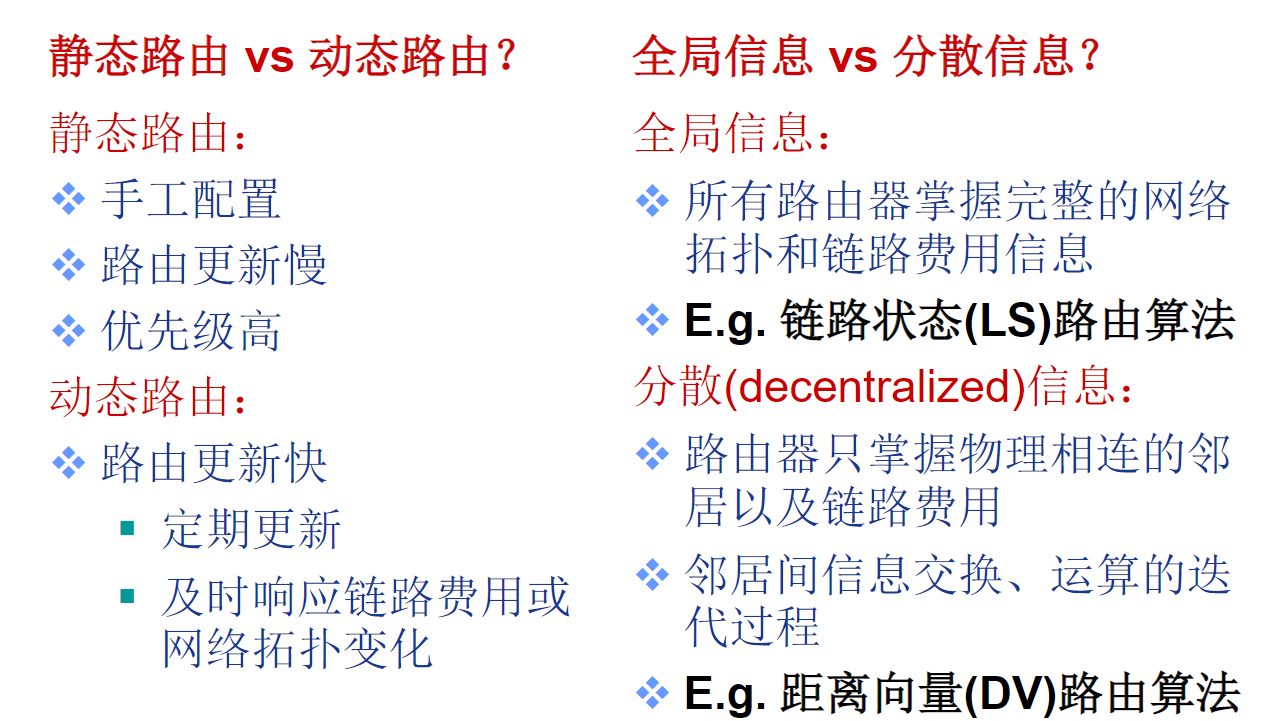 静态路由 vs 动态路由？
静态路由：
手工配置
路由更新慢
优先级高
动态路由：
路由更新快
定期更新
及时响应链路费用或
网络拓扑变化
全局信息 vs 分散信息？
全局信息：
所有路由器掌握完整的网络
拓扑和链路费用信息
E.g. 链路状态(LS)路由算法
分散(decentralized)信息：
路由器只掌握物理相连的邻
居以及链路费用
邻居间信息交换、运算的迭
代过程
E.g. 距离向量(DV)路由算法